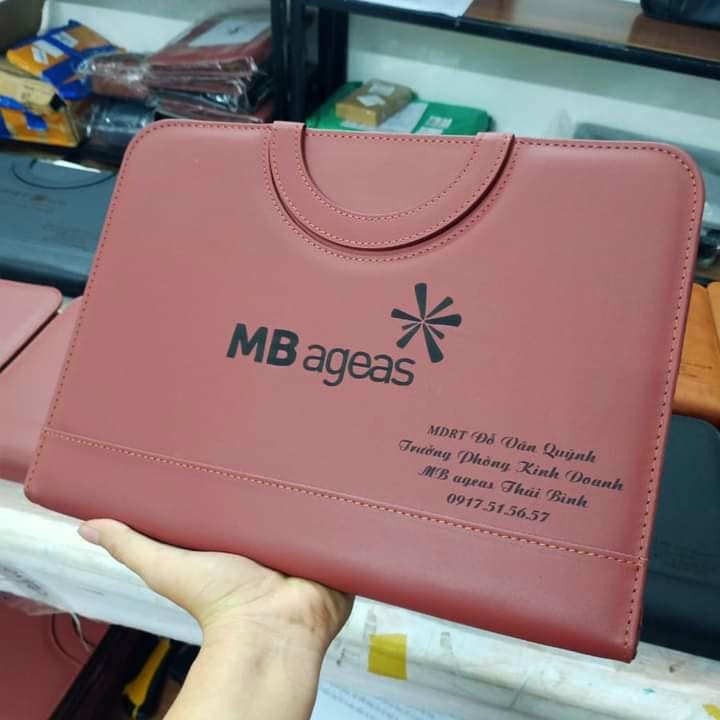 MB ageas
MDRT Đỗ Văn Quỳnh
Trưởng Phòng Kinh Doanh
MB ageas Thái Bình
0917.51.56.57